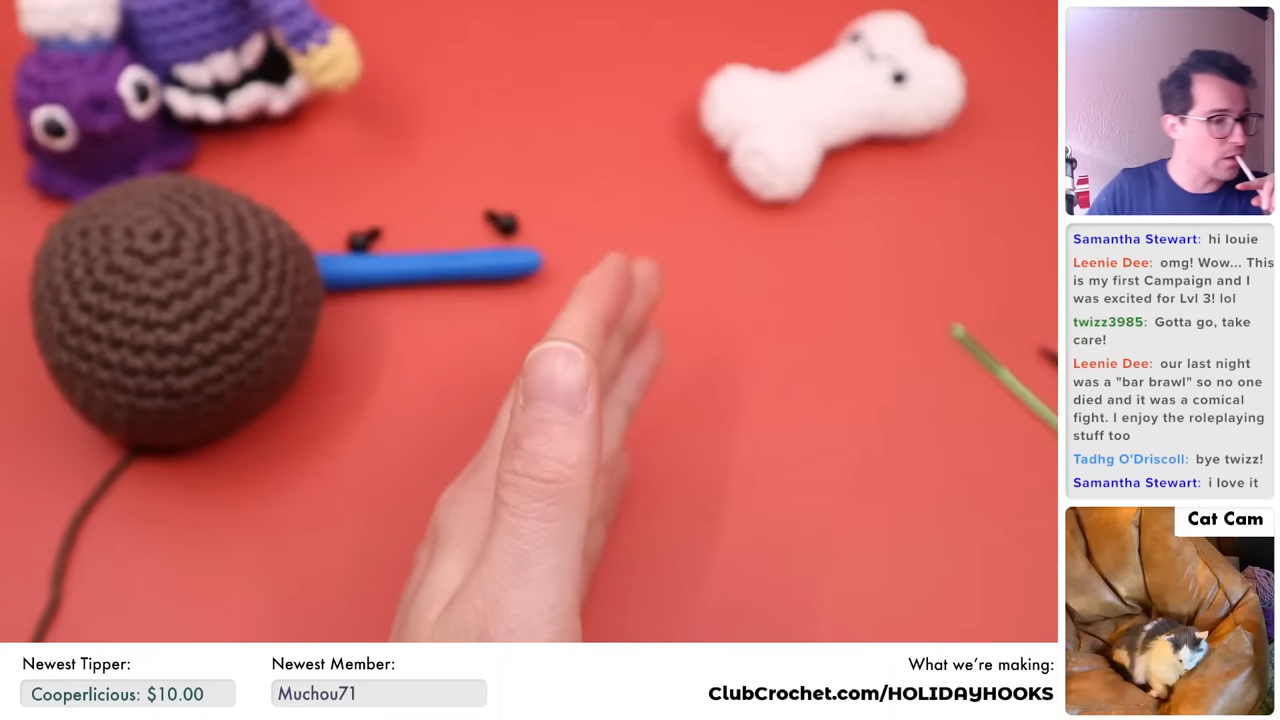 Samantha Stewart: hi louie
Leenie Dee: omg! Wow... This
is my first Campaign and I
was excited for Lvl 3! lol
twizz3985: Gotta go, take
care!
Leenie Dee: our last night
was a "bar brawl" so no one
died and it was a comical
fight. I enjoy the roleplaying
stuff too
Tadhg O'Driscoll: bye twizz!
Samantha Stewart: i love it
Cat Cam
Newest Tipper:
Cooperlicious: $10.00
Newest Member:
Muchou71
What we're making:
ClubCrochet.com/HOLIDAYHOOKS